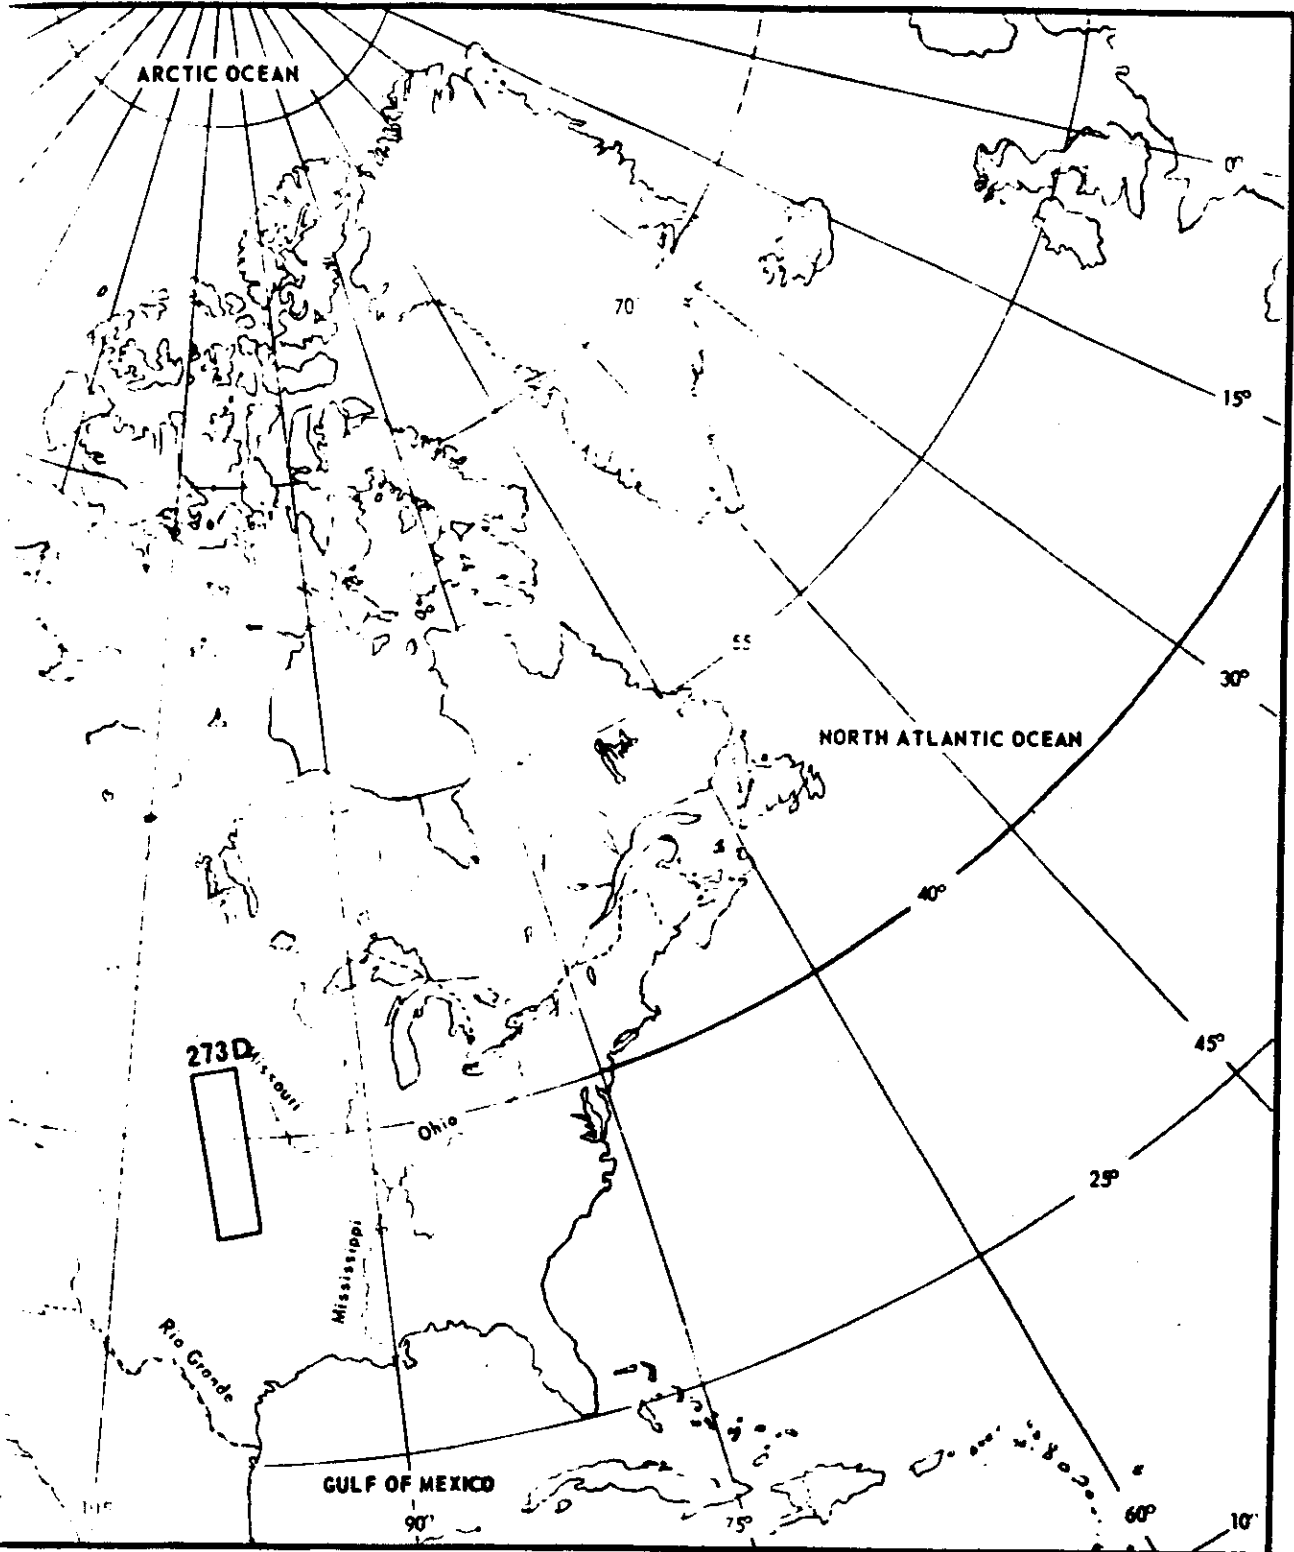 ARCTIC OCEAN
0°
70
15°
55
30°
NORTH ATLANTIC OCEAN
40°
45°
273D
Missouri
Ohio
25°
Mississippi
Rio Grande
GULF OF MEXICO
90°
75°
60°
10°